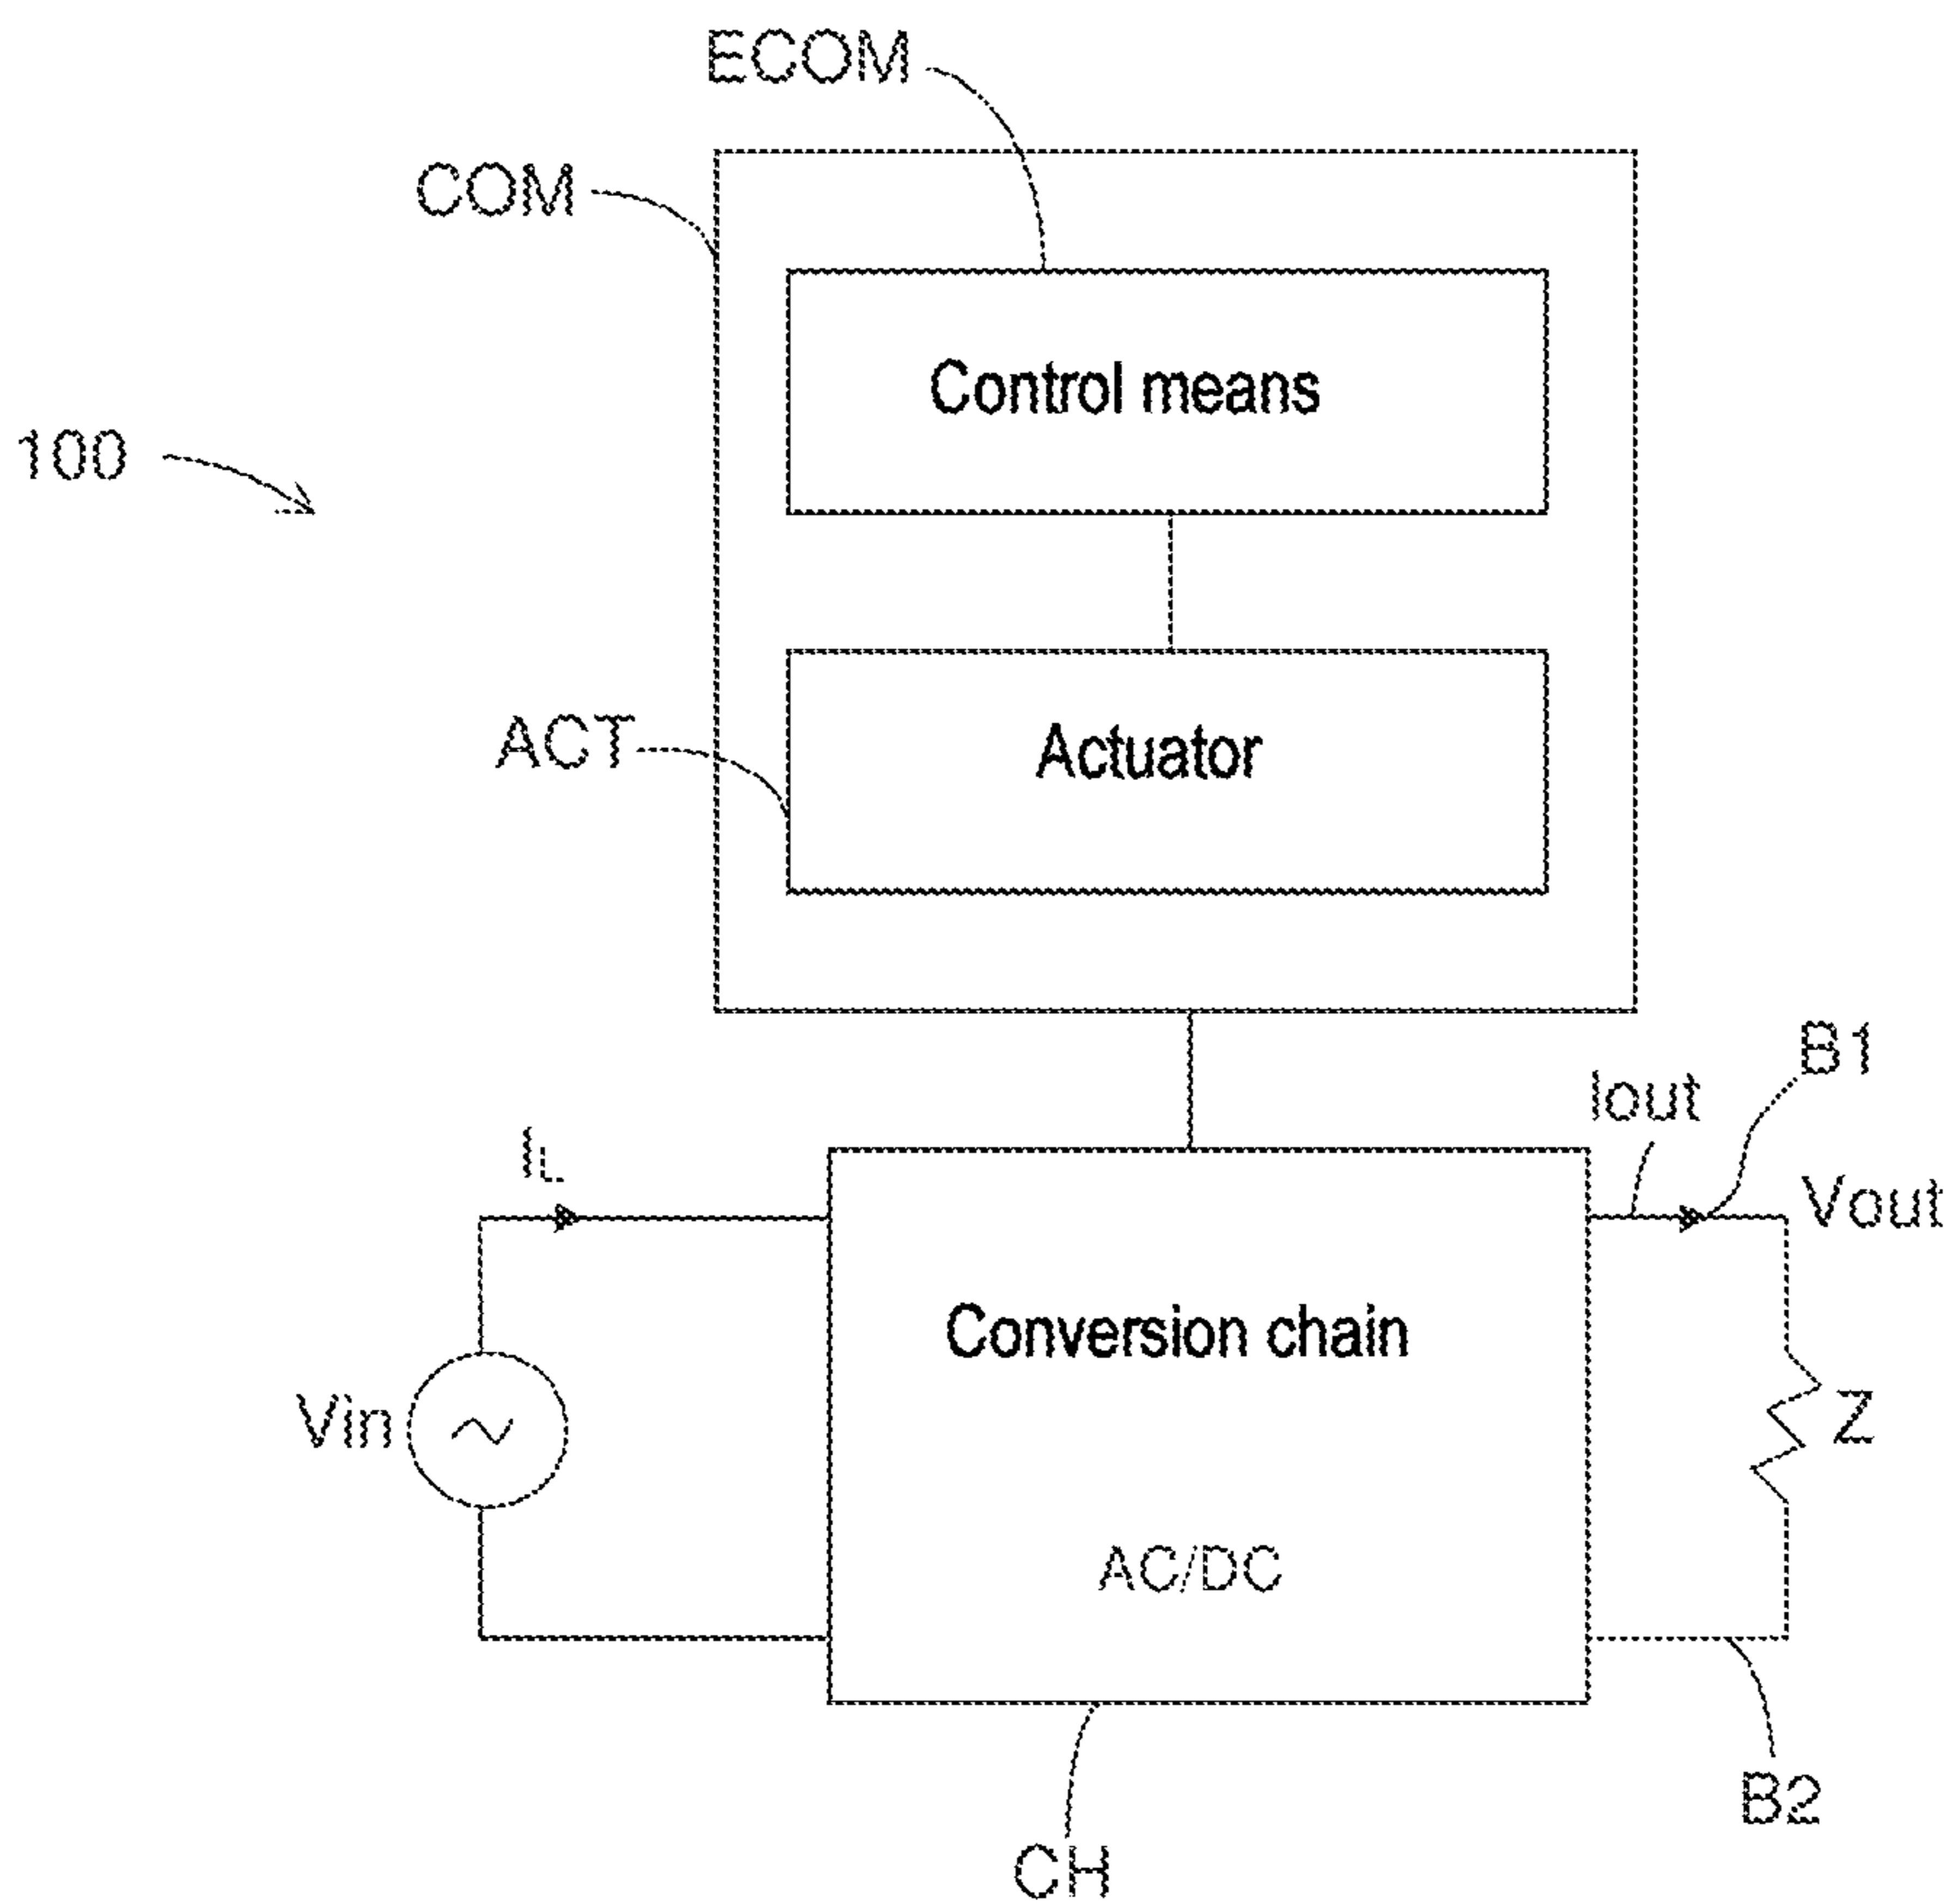 ECOM
COM
Control means
100
ACT
Actuator
B1
Iout
IL
Vout
Conversion chain
Vin
Z
AC/DC
B2
CH